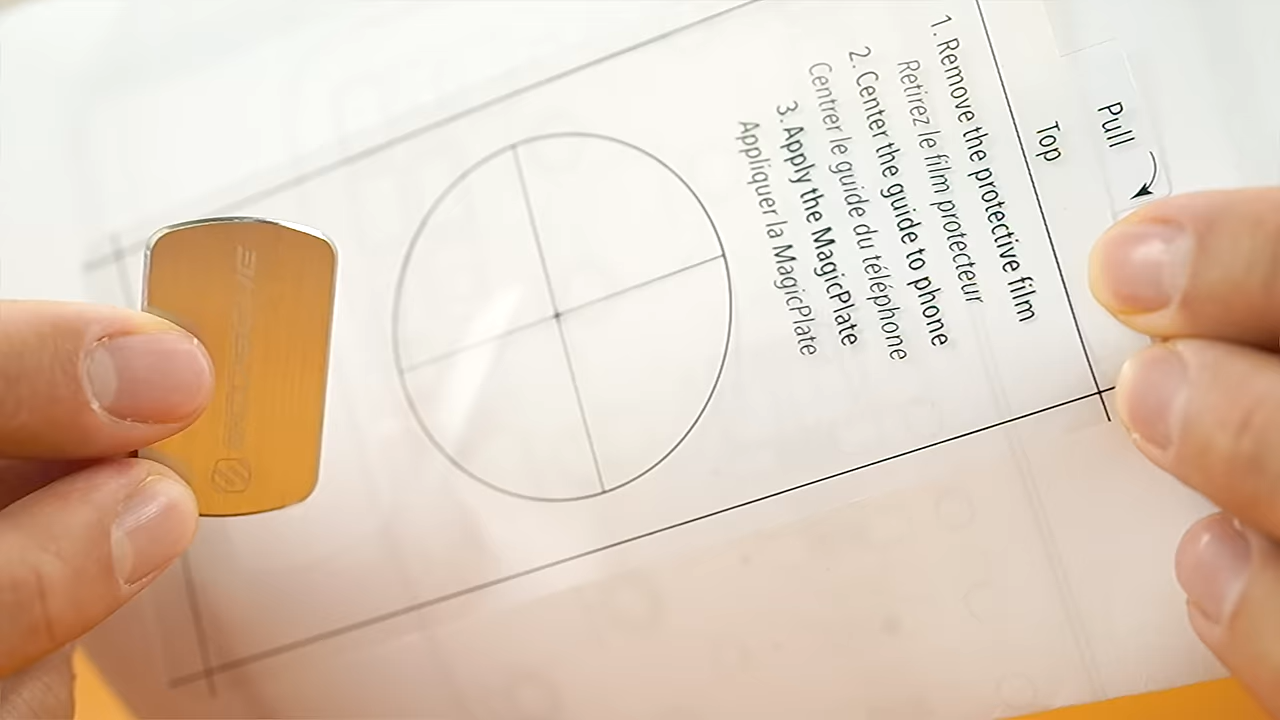 Pull
Top
1. Remove the protective film
Retirez le film protecteur
2. Center the guide to phone
Centrer le guide du téléphone
3. Apply the MagicPlate
Appliquer la MagicPlate